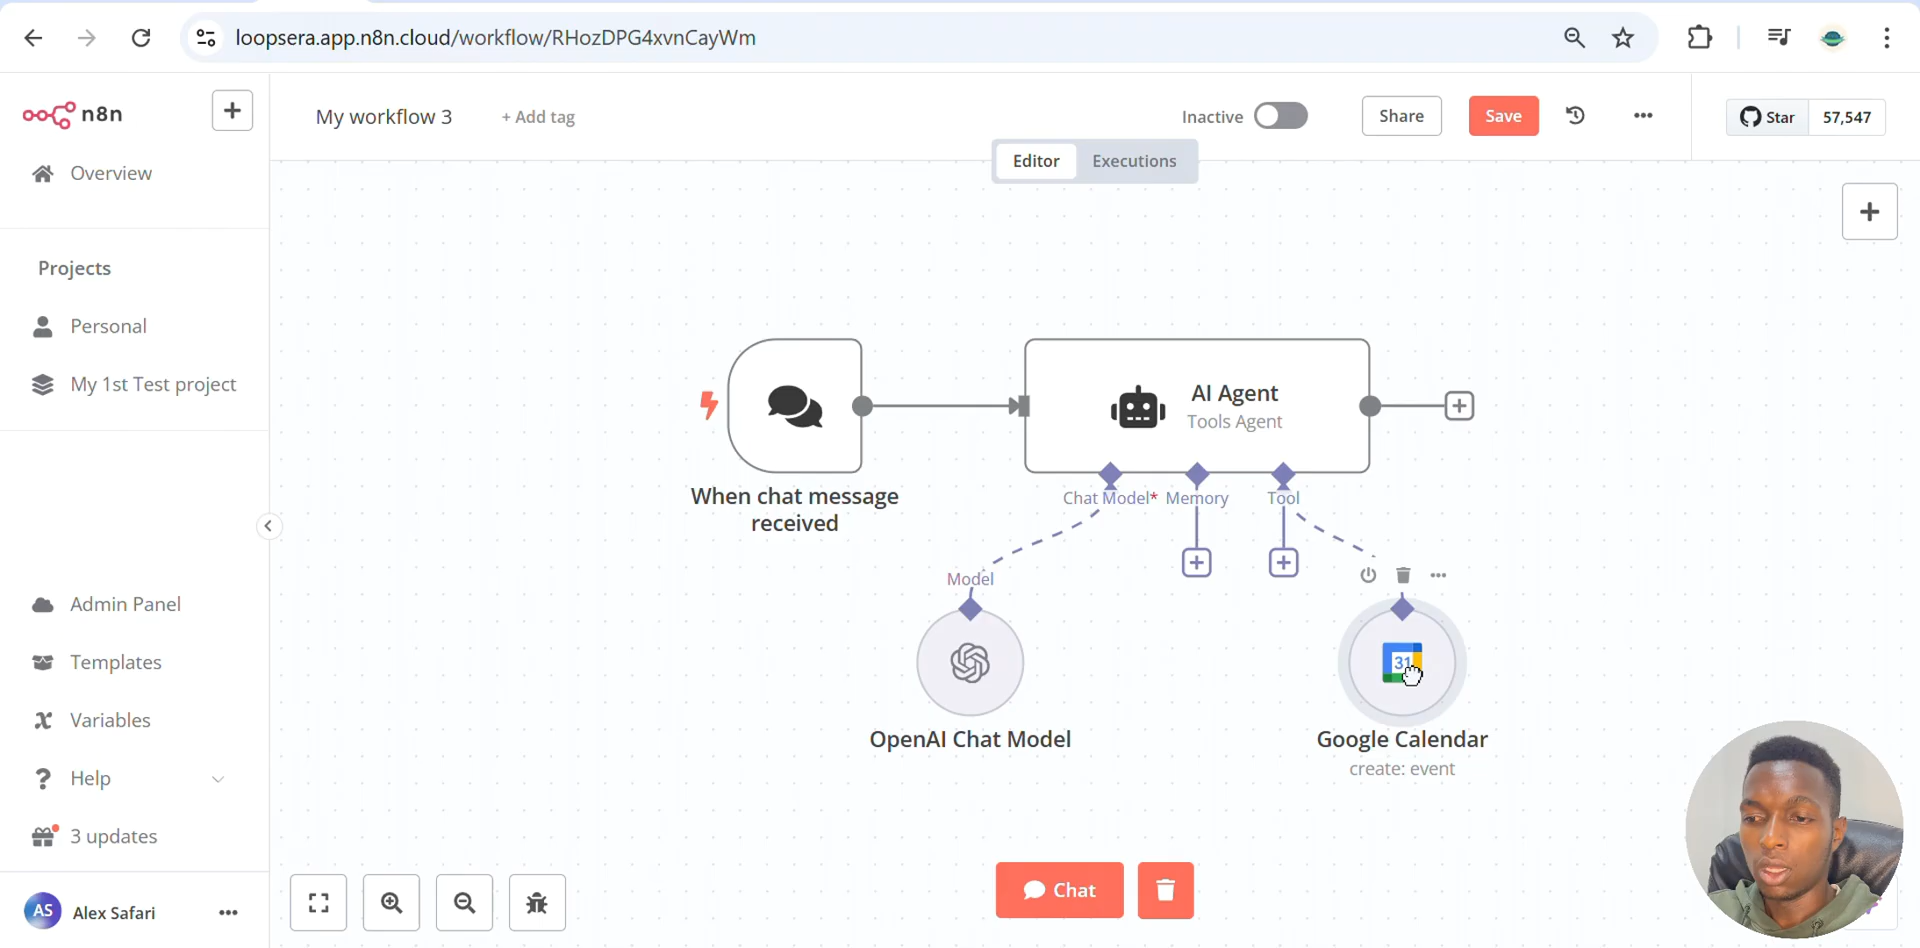 loopsera.app.n8n.cloud/workflow/RHozDPG4xvnCayWm
n8n
My workflow 3
+ Add tag
Inactive
Share
Save
Star
57,547
Editor
Executions
Overview
Projects
Personal
My 1st Test project
Admin Panel
Templates
Variables
Help
3 updates
AS
Alex Safari
When chat message
received
AI Agent
Tools Agent
Chat Model*
Memory
Tool
Model
OpenAI Chat Model
31
Google Calendar
create: event
Chat